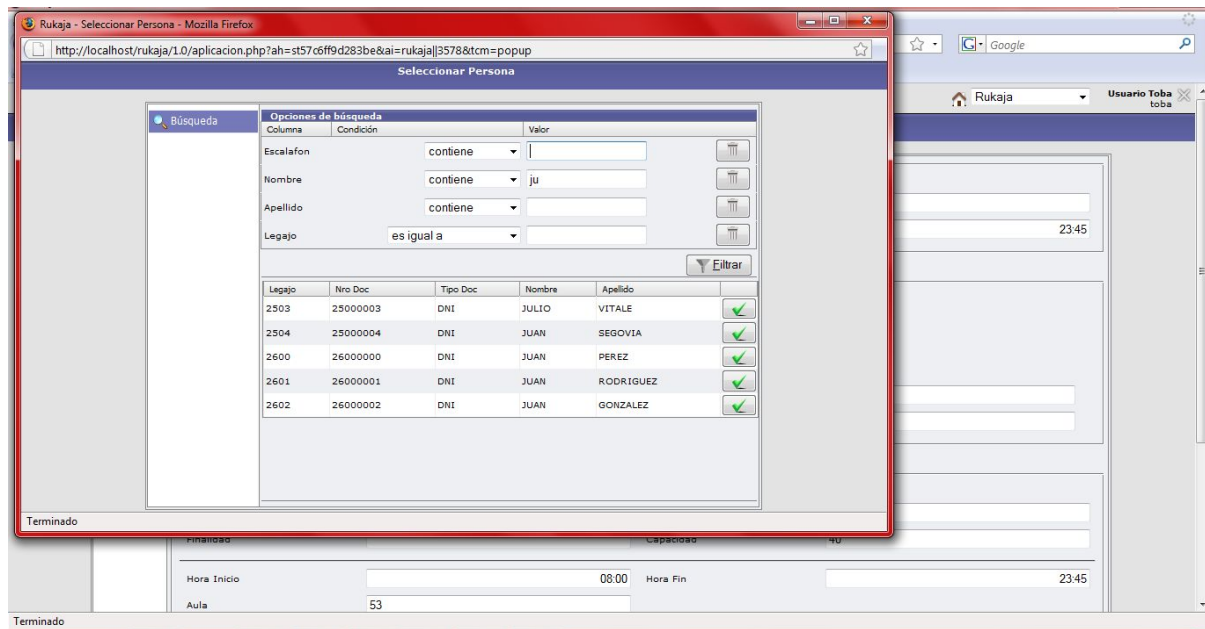 Rukaja - Seleccionar Persona - Mozilla Firefox
http://localhost/rukaja/1.0/aplicacion.php?ah=st57c6ff9d283be&ai=rukaja||3578&tcm=popup
Google
Seleccionar Persona
Rukaja
Usuario Toba
toba
Búsqueda
Opciones de búsqueda
Columna Condición Valor
Escalafon contiene
Nombre contiene ju
Apellido contiene
Legajo es igual a
23:45
Filtrar
Legajo Nro Doc Tipo Doc Nombre Apellido
2503 25000003 DNI JULIO VITALE
2504 25000004 DNI JUAN SEGOVIA
2600 26000000 DNI JUAN PEREZ
2601 26000001 DNI JUAN RODRIGUEZ
2602 26000002 DNI JUAN GONZALEZ
Terminado
Finalidad Capacidad 40
Hora Inicio 08:00 Hora Fin 23:45
Aula 53
Terminado